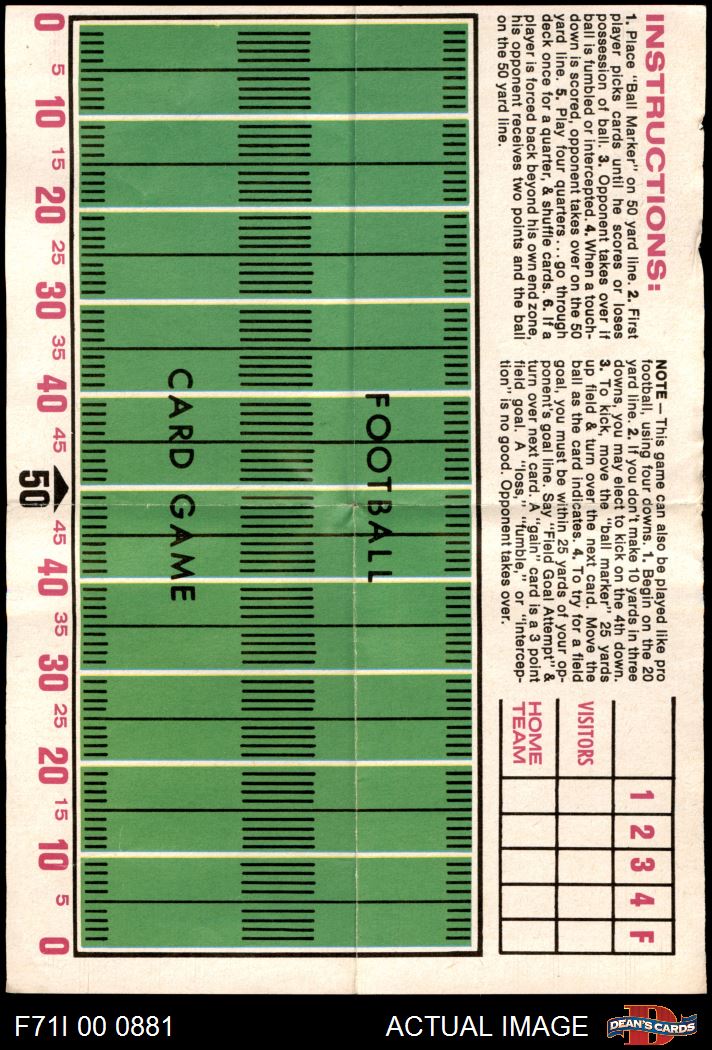 INSTRUCTIONS:
1. Place "Ball Marker" on 50 yard line. 2. First
player picks cards until he scores or loses
possession of ball. 3. Opponent takes over if
ball is fumbled or intercepted. 4. When a touch-
down is scored, opponent takes over on the 50
yard line. 5. Play four quarters... go through
deck once for a quarter, & shuffle cards. 6. If a
player is forced back beyond his own end zone,
his opponent receives two points and the ball
on the 50 yard line.
NOTE — This game can also be played like pro
football, using four downs. 1. Begin on the 20
yard line. 2. If you don't make 10 yards in three
downs, you may elect to kick on the 4th down.
3. To kick, move the "ball marker," 25 yards
up field & turn over the next card. Move the
ball as the card indicates. 4. To try for a field
goal, you must be within 25 yards of your op-
ponent's goal line. Say "Field Goal Attempt" &
turn over next card. A "gain" card is a 3 point
field goal. A "loss," "fumble," or "intercep-
tion" is no good. Opponent takes over.
1 2 3 4 F
VISITORS
HOME
TEAM
FOOTBALL
CARD GAME
0 5 10 15 20 25 30 35 40 45 50 45 40 35 30 25 20 15 10 5 0
F71I 00 0881
ACTUAL IMAGE
D
DEAN'S CARDS